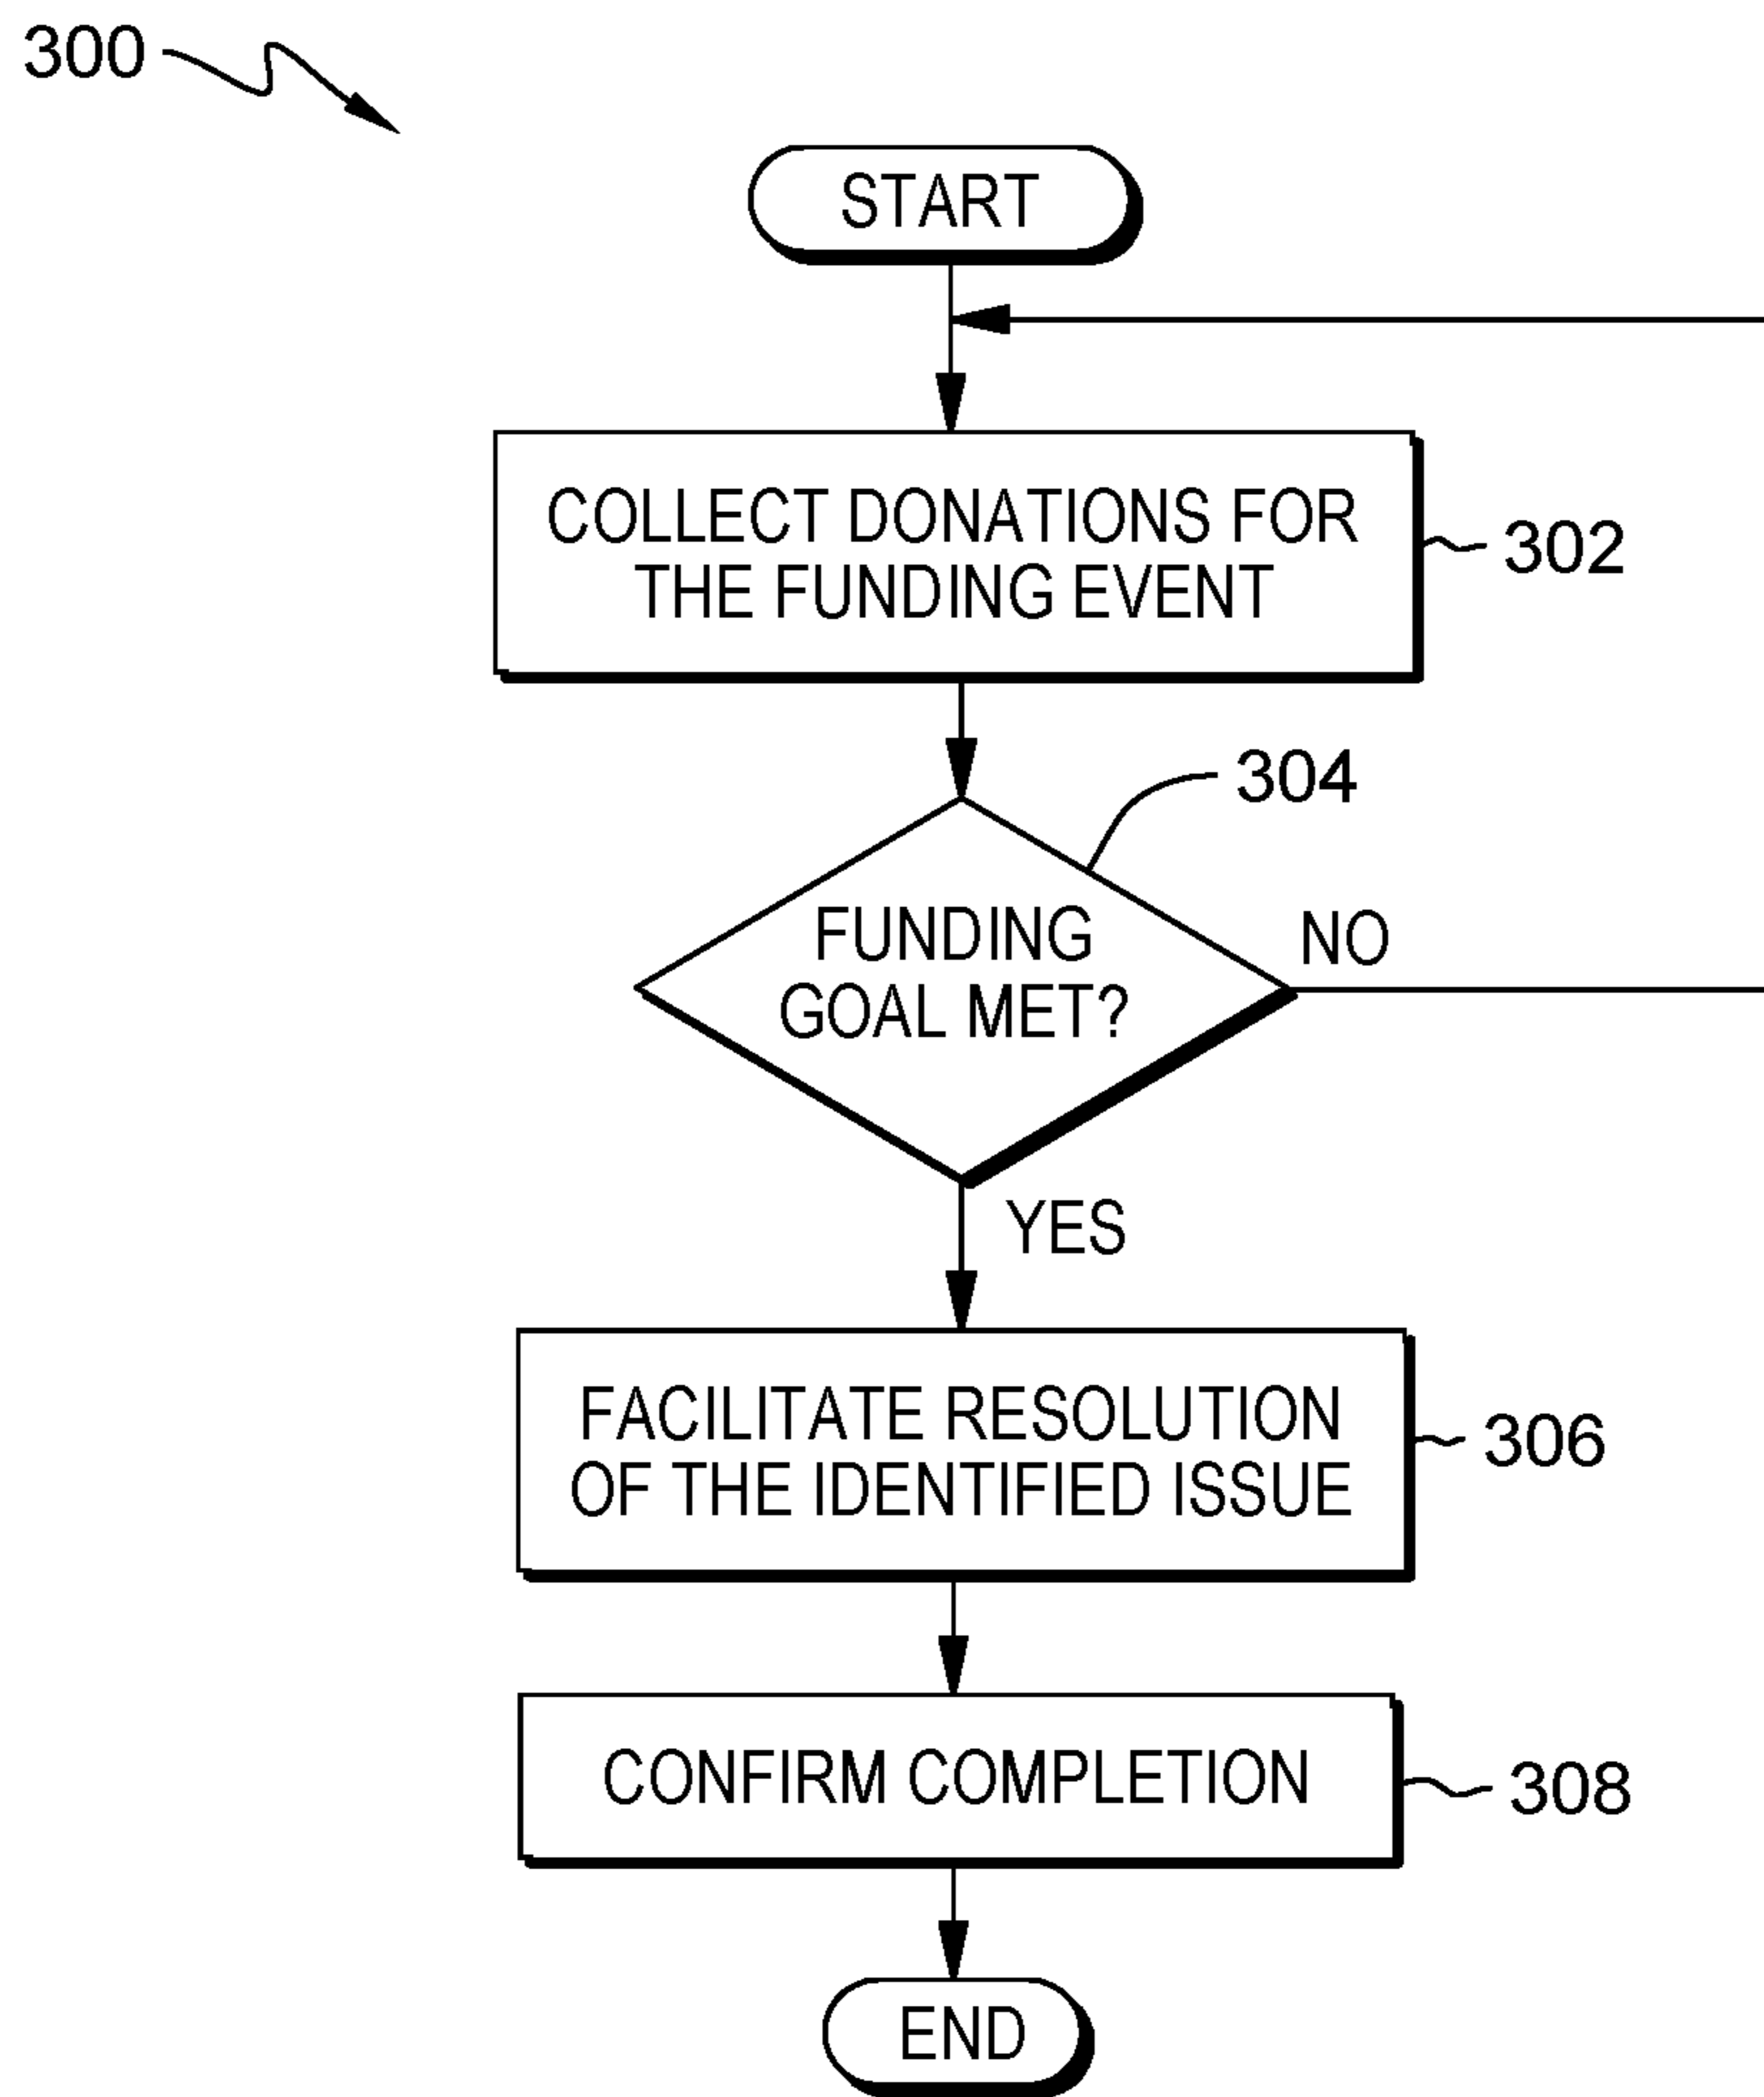 300
START
COLLECT DONATIONS FOR
THE FUNDING EVENT
302
304
FUNDING
GOAL MET?
NO
YES
FACILITATE RESOLUTION
OF THE IDENTIFIED ISSUE
306
CONFIRM COMPLETION
308
END